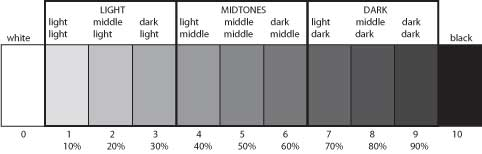 LIGHT MIDTONES DARK
light middle dark light middle dark light middle dark
white light light light middle middle middle dark dark dark black
0 1 2 3 4 5 6 7 8 9 10
10% 20% 30% 40% 50% 60% 70% 80% 90%